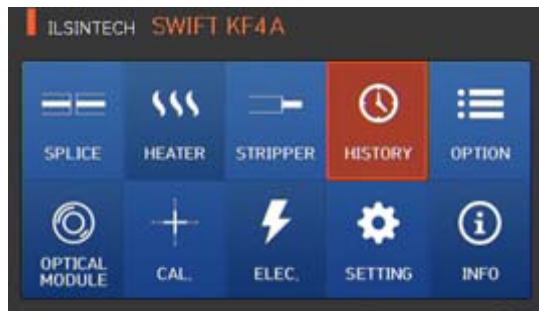 ILSINTECH SWIFT KF4A
SPLICE
HEATER
STRIPPER
HISTORY
OPTION
OPTICAL
MODULE
CAL.
ELEC.
SETTING
INFO